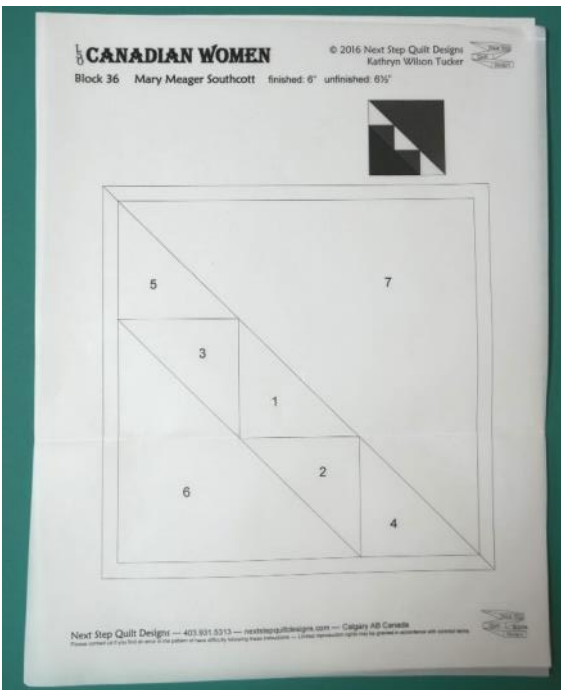 150 CANADIAN WOMEN
© 2016 Next Step Quilt Designs
Kathryn Wilson Tucker
Block 36 Mary Meager Southcott finished: 6" unfinished: 6½"
5
7
3
1
2
6
4
Next Step Quilt Designs — 403.931.5313 — nextstepquiltdesigns.com — Calgary AB Canada